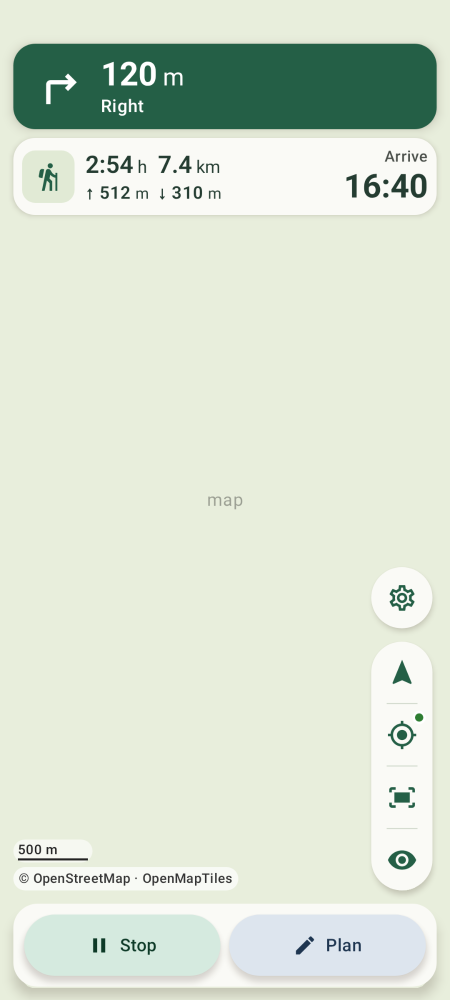 120 m
Right
2:54 h 7.4 km
Arrive
↑ 512 m ↓ 310 m
16:40
map
500 m
© OpenStreetMap · OpenMapTiles
Stop
Plan